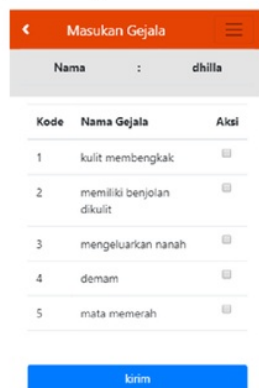 Masukan Gejala
Nama : dhilla
Kode Nama Gejala Aksi
1 kulit membengkak
2 memiliki benjolan
dikulit
3 mengeluarkan nanah
4 demam
5 mata memerah
kirim